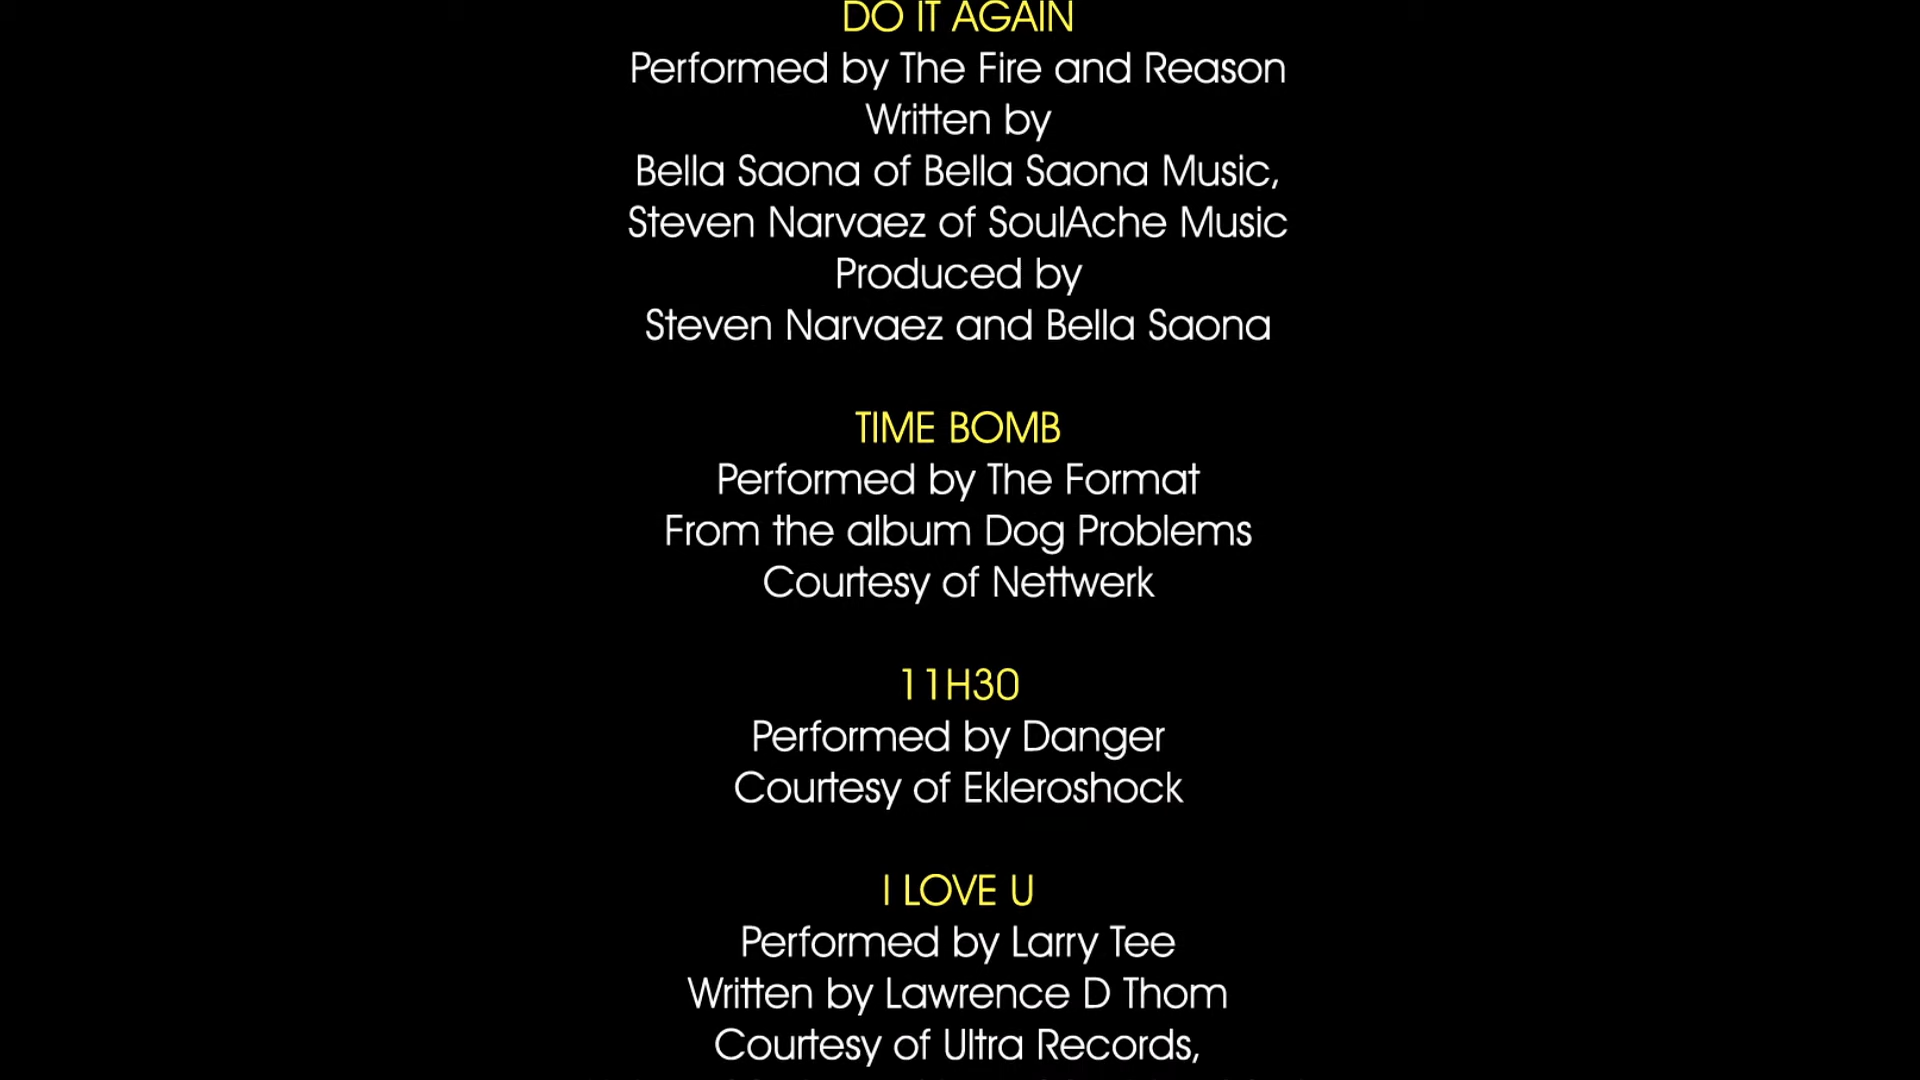 DO IT AGAIN
Performed by The Fire and Reason
Written by
Bella Saona of Bella Saona Music,
Steven Narvaez of SoulAche Music
Produced by
Steven Narvaez and Bella Saona
TIME BOMB
Performed by The Format
From the album Dog Problems
Courtesy of Nettwerk
11H30
Performed by Danger
Courtesy of Ekleroshock
I LOVE U
Performed by Larry Tee
Written by Lawrence D Thom
Courtesy of Ultra Records,